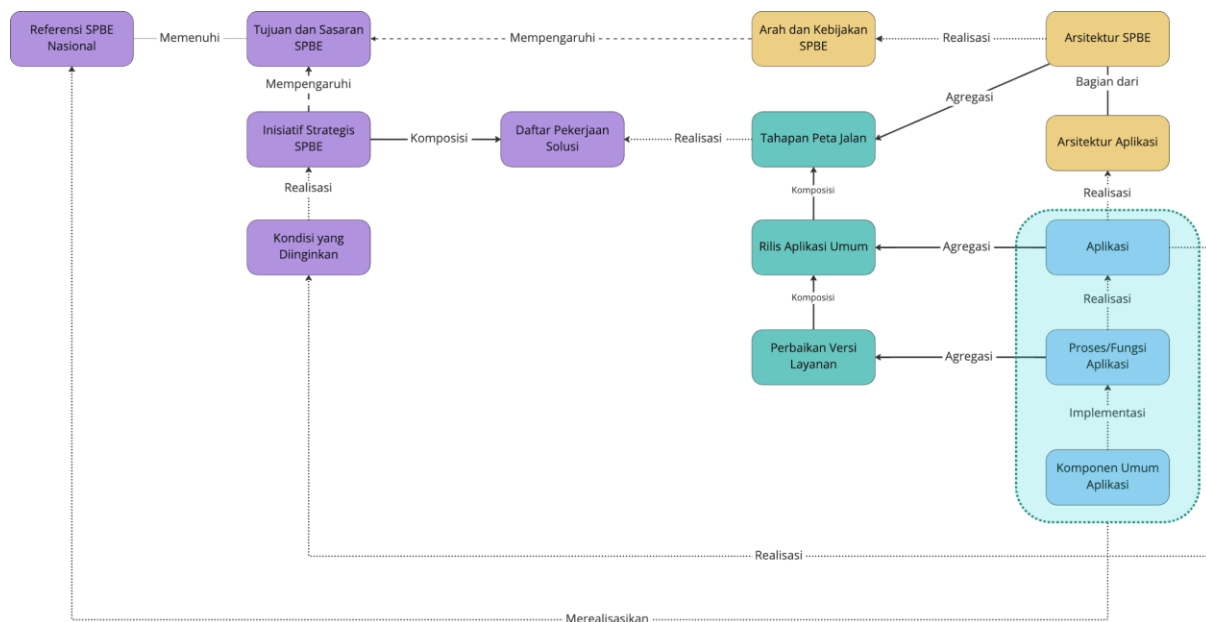 Referensi SPBE
Nasional
Memenuhi
Tujuan dan Sasaran
SPBE
Mempengaruhi
Arah dan Kebijakan
SPBE
Realisasi
Arsitektur SPBE
Mempengaruhi
Agregasi
Bagian dari
Inisiatif Strategis
SPBE
Komposisi
Daftar Pekerjaan
Solusi
Realisasi
Tahapan Peta Jalan
Arsitektur Aplikasi
Realisasi
Komposisi
Realisasi
Kondisi yang
Diinginkan
Rilis Aplikasi Umum
Agregasi
Aplikasi
Komposisi
Realisasi
Perbaikan Versi
Layanan
Agregasi
Proses/Fungsi
Aplikasi
Implementasi
Komponen Umum
Aplikasi
Realisasi
Merealisasikan